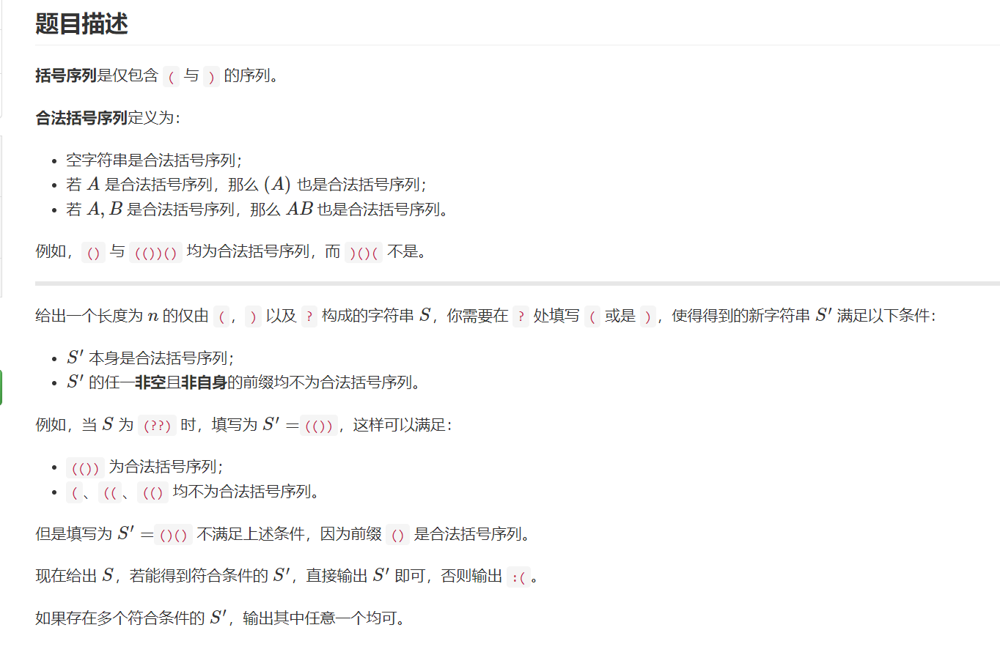 题目描述
括号序列是仅包含 ( 与 ) 的序列。
合法括号序列定义为：
• 空字符串是合法括号序列；
• 若 A 是合法括号序列，那么 (A) 也是合法括号序列；
• 若 A, B 是合法括号序列，那么 AB 也是合法括号序列。
例如，() 与 (())() 均为合法括号序列，而 )()( 不是。
给出一个长度为 n 的仅由 (，) 以及 ? 构成的字符串 S，你需要在 ? 处填写 ( 或是 )，使得得到的新字符串 S′ 满足以下条件：
• S′ 本身是合法括号序列；
• S′ 的任一非空且非自身的前缀均不为合法括号序列。
例如，当 S 为 (??) 时，填写为 S′ = (())，这样可以满足：
• (()) 为合法括号序列；
• (、((、(() 均不为合法括号序列。
但是填写为 S′ = ()() 不满足上述条件，因为前缀 () 是合法括号序列。
现在给出 S，若能得到符合条件的 S′，直接输出 S′ 即可，否则输出 :(。
如果存在多个符合条件的 S′，输出其中任意一个均可。